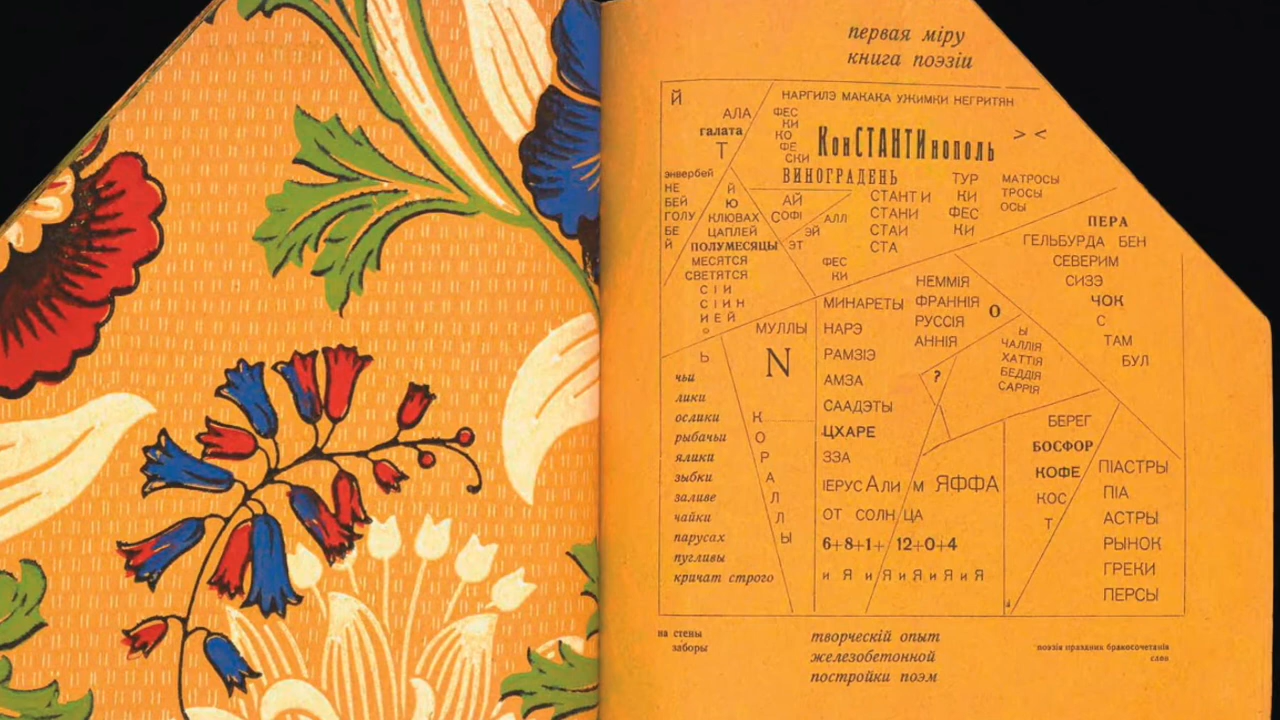 первая міру
книга поэзіи
Й
АЛА
галата
Т
НАРГИЛЭ МАКАКА УЖИМКИ НЕГРИТЯН
ФЕС
КИ
КО
ФЕ
СКИ
КонСТАНТИнополь
> <
ВИНОГРАДЕНЬ
энвербей
НЕ
БЕЙ
ГОЛУ
БЕ
Й
Й
Ю
КЛЮВАХ
ЦАПЛЕЙ
ПОЛУМЕСЯЦЫ
МЕСЯТСЯ
СВЕТЯТСЯ
СІИ
СІИН
ИЕЙ
о
Ь
АЙ
СОФІ
АЛЛ
ЭЙ
ЭТ
СТАНТИ
СТАНИ
СТАИ
СТА
ТУР
КИ
ФЕС
КИ
МАТРОСЫ
ТРОСЫ
ОСЫ
ФЕС
КИ
ПЕРА
ГЕЛЬБУРДА БЕН
СЕВЕРИМ
СИЗЭ
ЧОК
С
ТАМ
БУЛ
НЕММІЯ
ФРАННІЯ
РУССІЯ
АННІЯ
О
Ы
ЧАЛЛІЯ
ХАТТІЯ
БЕДДІЯ
САРРІЯ
?
МУЛЛЫ
N
К
О
Р
А
Л
Л
Ы
чьи
лики
ослики
рыбачьи
ялики
зыбки
заливе
чайки
парусах
пугливы
кричат строго
МИНАРЕТЫ
НАРЭ
РАМЗІЭ
АМЗА
СААДЭТЫ
ЦХАРЕ
ЗЗА
ІЕРУСАли м ЯФФА
ОТ СОЛНЦА
6+8+1+ 12+0+4
и Я и Я и Я и Я и Я
БЕРЕГ
БОСФОР
КОФЕ
КОС
Т
ПІАСТРЫ
ПІА
АСТРЫ
РЫНОК
ГРЕКИ
ПЕРСЫ
на стены
заборы
творческій опыт
железобетонной
постройки поэм
поэзія праздник бракосочетанія
слов